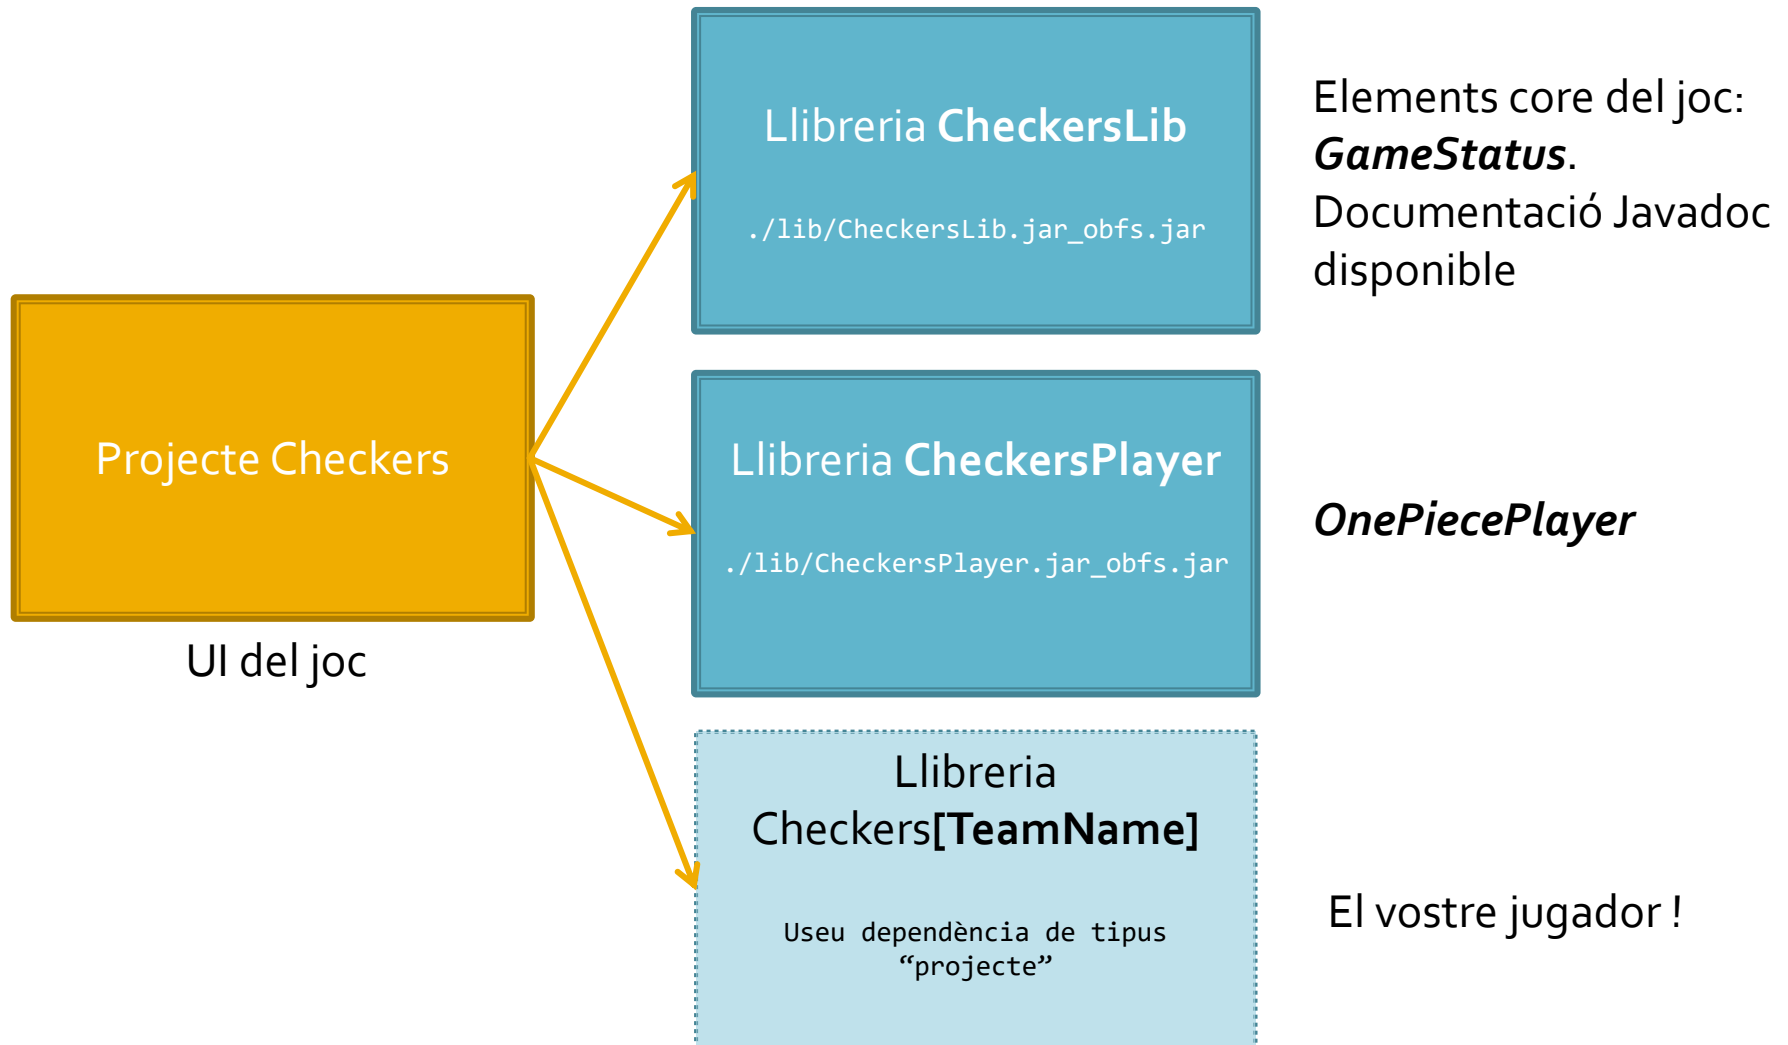 Projecte Checkers
UI del joc
Llibreria CheckersLib
./lib/CheckersLib.jar_obfs.jar
Elements core del joc:
GameStatus.
Documentació Javadoc
disponible
Llibreria CheckersPlayer
./lib/CheckersPlayer.jar_obfs.jar
OnePiecePlayer
Llibreria
Checkers[TeamName]
Useu dependència de tipus
“projecte”
El vostre jugador !